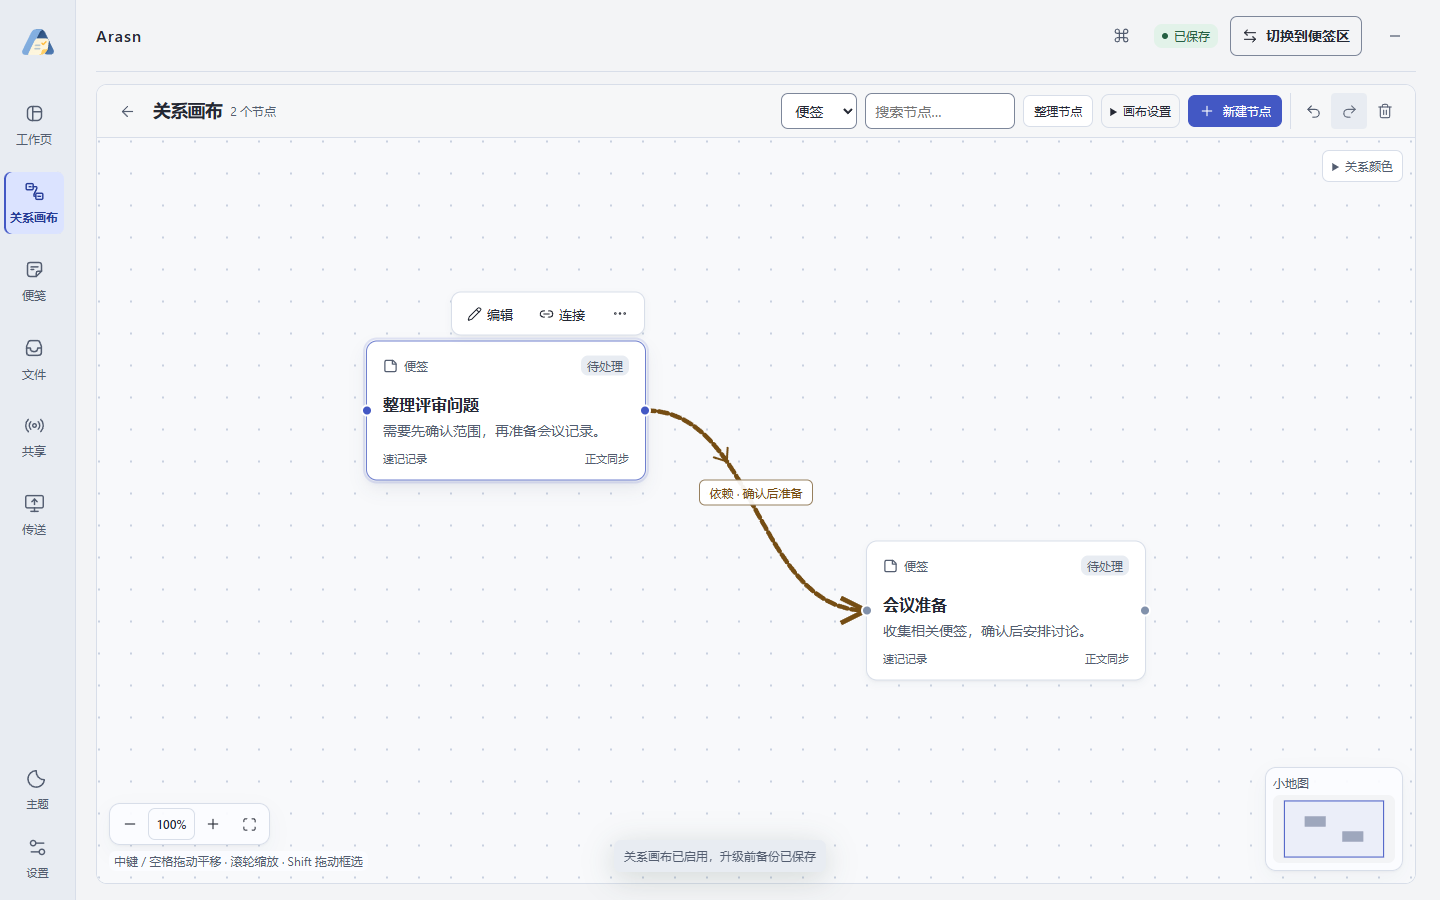 Arasn
已保存
切换到便签区
工作页
关系画布
便笺
文件
共享
传送
主题
设置
关系画布
2 个节点
便签
搜索节点...
整理节点
画布设置
新建节点
关系颜色
编辑
连接
便签
待处理
整理评审问题
需要先确认范围，再准备会议记录。
速记记录
正文同步
依赖 · 确认后准备
便签
待处理
会议准备
收集相关便签，确认后安排讨论。
速记记录
正文同步
100%
中键 / 空格拖动平移 · 滚轮缩放 · Shift 拖动框选
关系画布已启用，升级前备份已保存
小地图